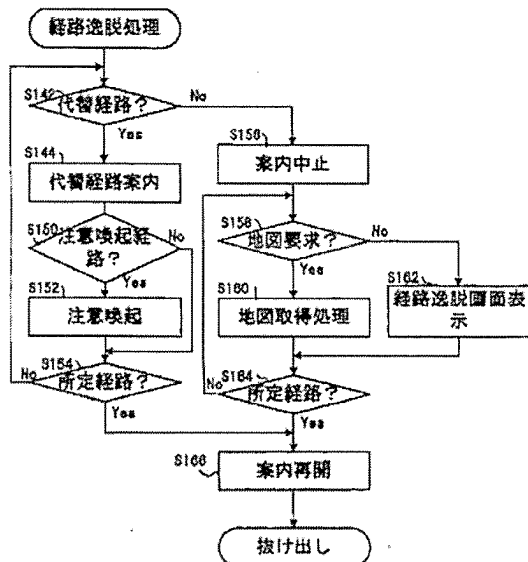 経路逸脱処理
S142
代替経路？
No
Yes
S144
代替経路案内
S150
注意喚起経
路？
No
Yes
S152
注意喚起
S154
所定経路？
No
Yes
S156
案内中止
S158
地図要求？
No
Yes
S160
地図取得処理
S162
経路逸脱画面表
示
S164
所定経路？
No
Yes
S166
案内再開
抜け出し